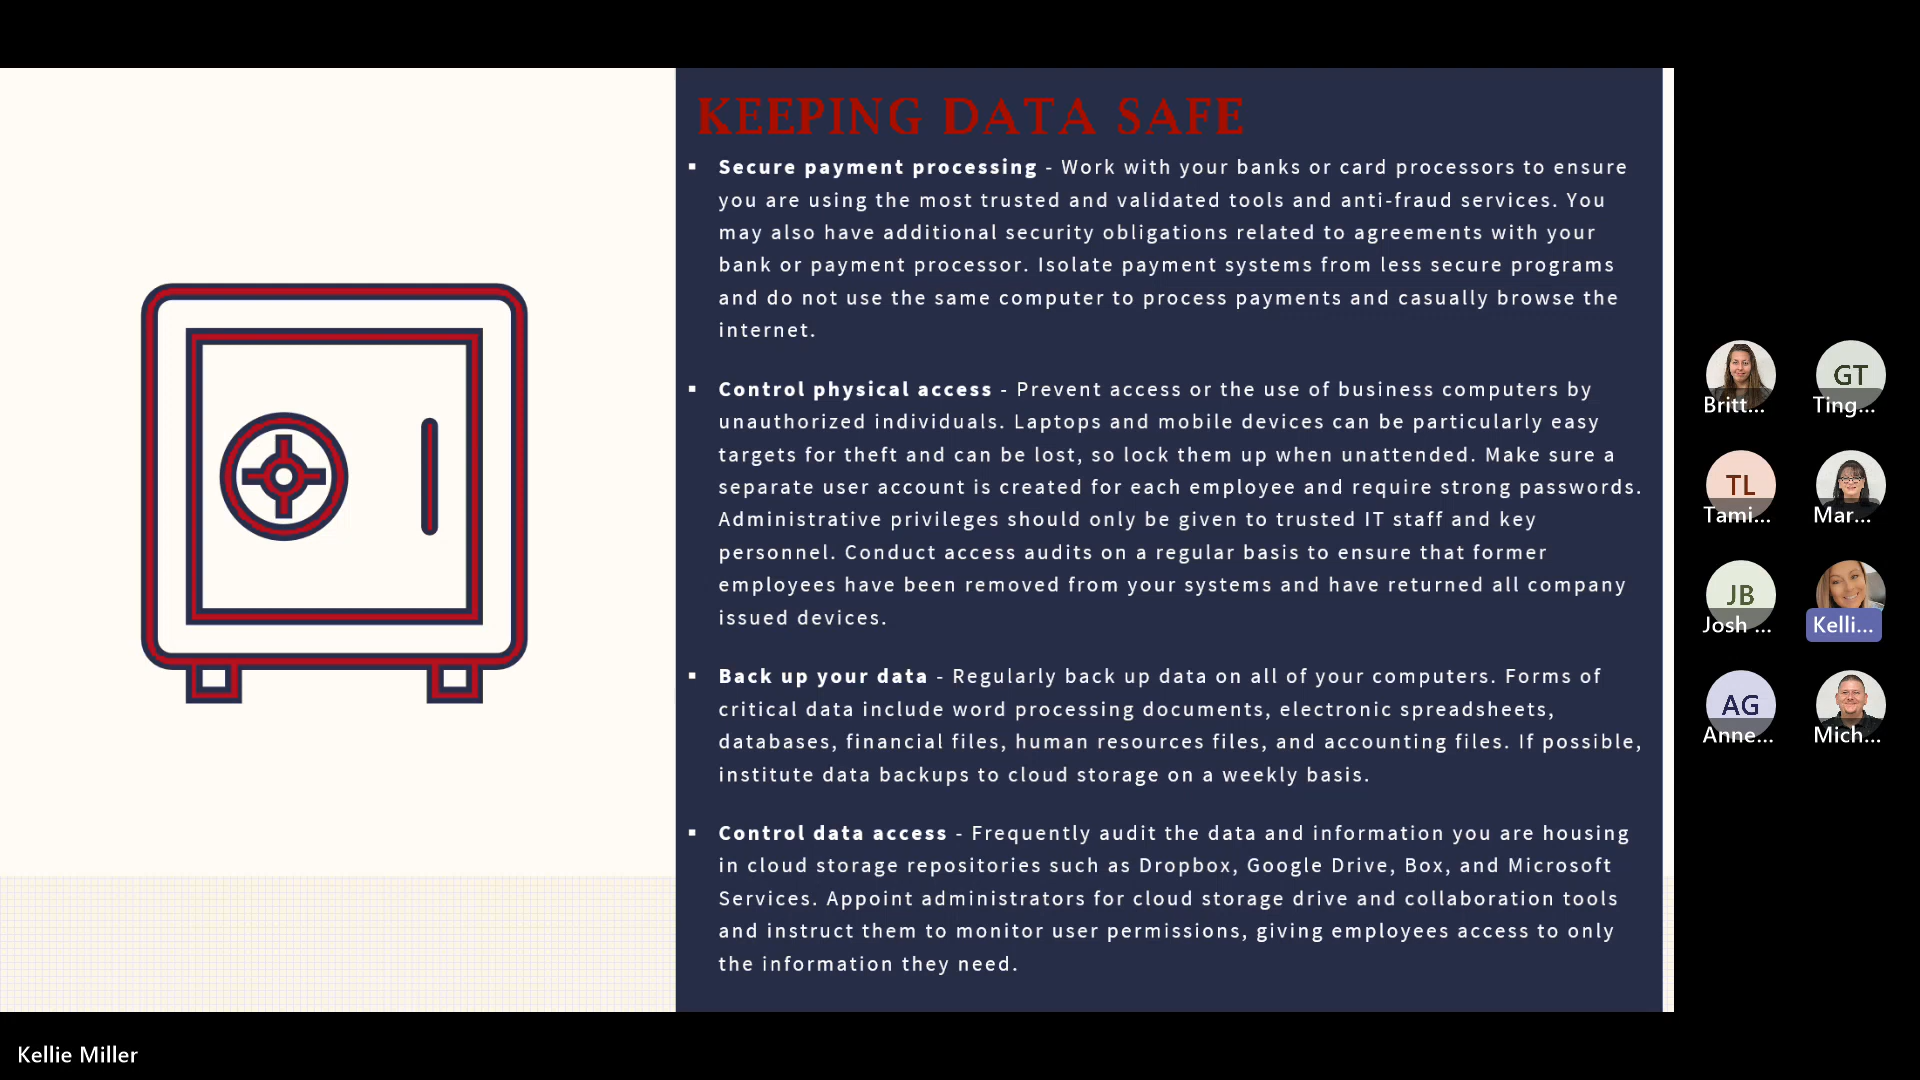 KEEPING DATA SAFE
▪ Secure payment processing - Work with your banks or card processors to ensure
you are using the most trusted and validated tools and anti-fraud services. You
may also have additional security obligations related to agreements with your
bank or payment processor. Isolate payment systems from less secure programs
and do not use the same computer to process payments and casually browse the
internet.
▪ Control physical access - Prevent access or the use of business computers by
unauthorized individuals. Laptops and mobile devices can be particularly easy
targets for theft and can be lost, so lock them up when unattended. Make sure a
separate user account is created for each employee and require strong passwords.
Administrative privileges should only be given to trusted IT staff and key
personnel. Conduct access audits on a regular basis to ensure that former
employees have been removed from your systems and have returned all company
issued devices.
▪ Back up your data - Regularly back up data on all of your computers. Forms of
critical data include word processing documents, electronic spreadsheets,
databases, financial files, human resources files, and accounting files. If possible,
institute data backups to cloud storage on a weekly basis.
▪ Control data access - Frequently audit the data and information you are housing
in cloud storage repositories such as Dropbox, Google Drive, Box, and Microsoft
Services. Appoint administrators for cloud storage drive and collaboration tools
and instruct them to monitor user permissions, giving employees access to only
the information they need.
Britt...
GT
Ting...
TL
Tami...
Mar...
JB
Josh ...
Kelli...
AG
Anne...
Mich...
Kellie Miller